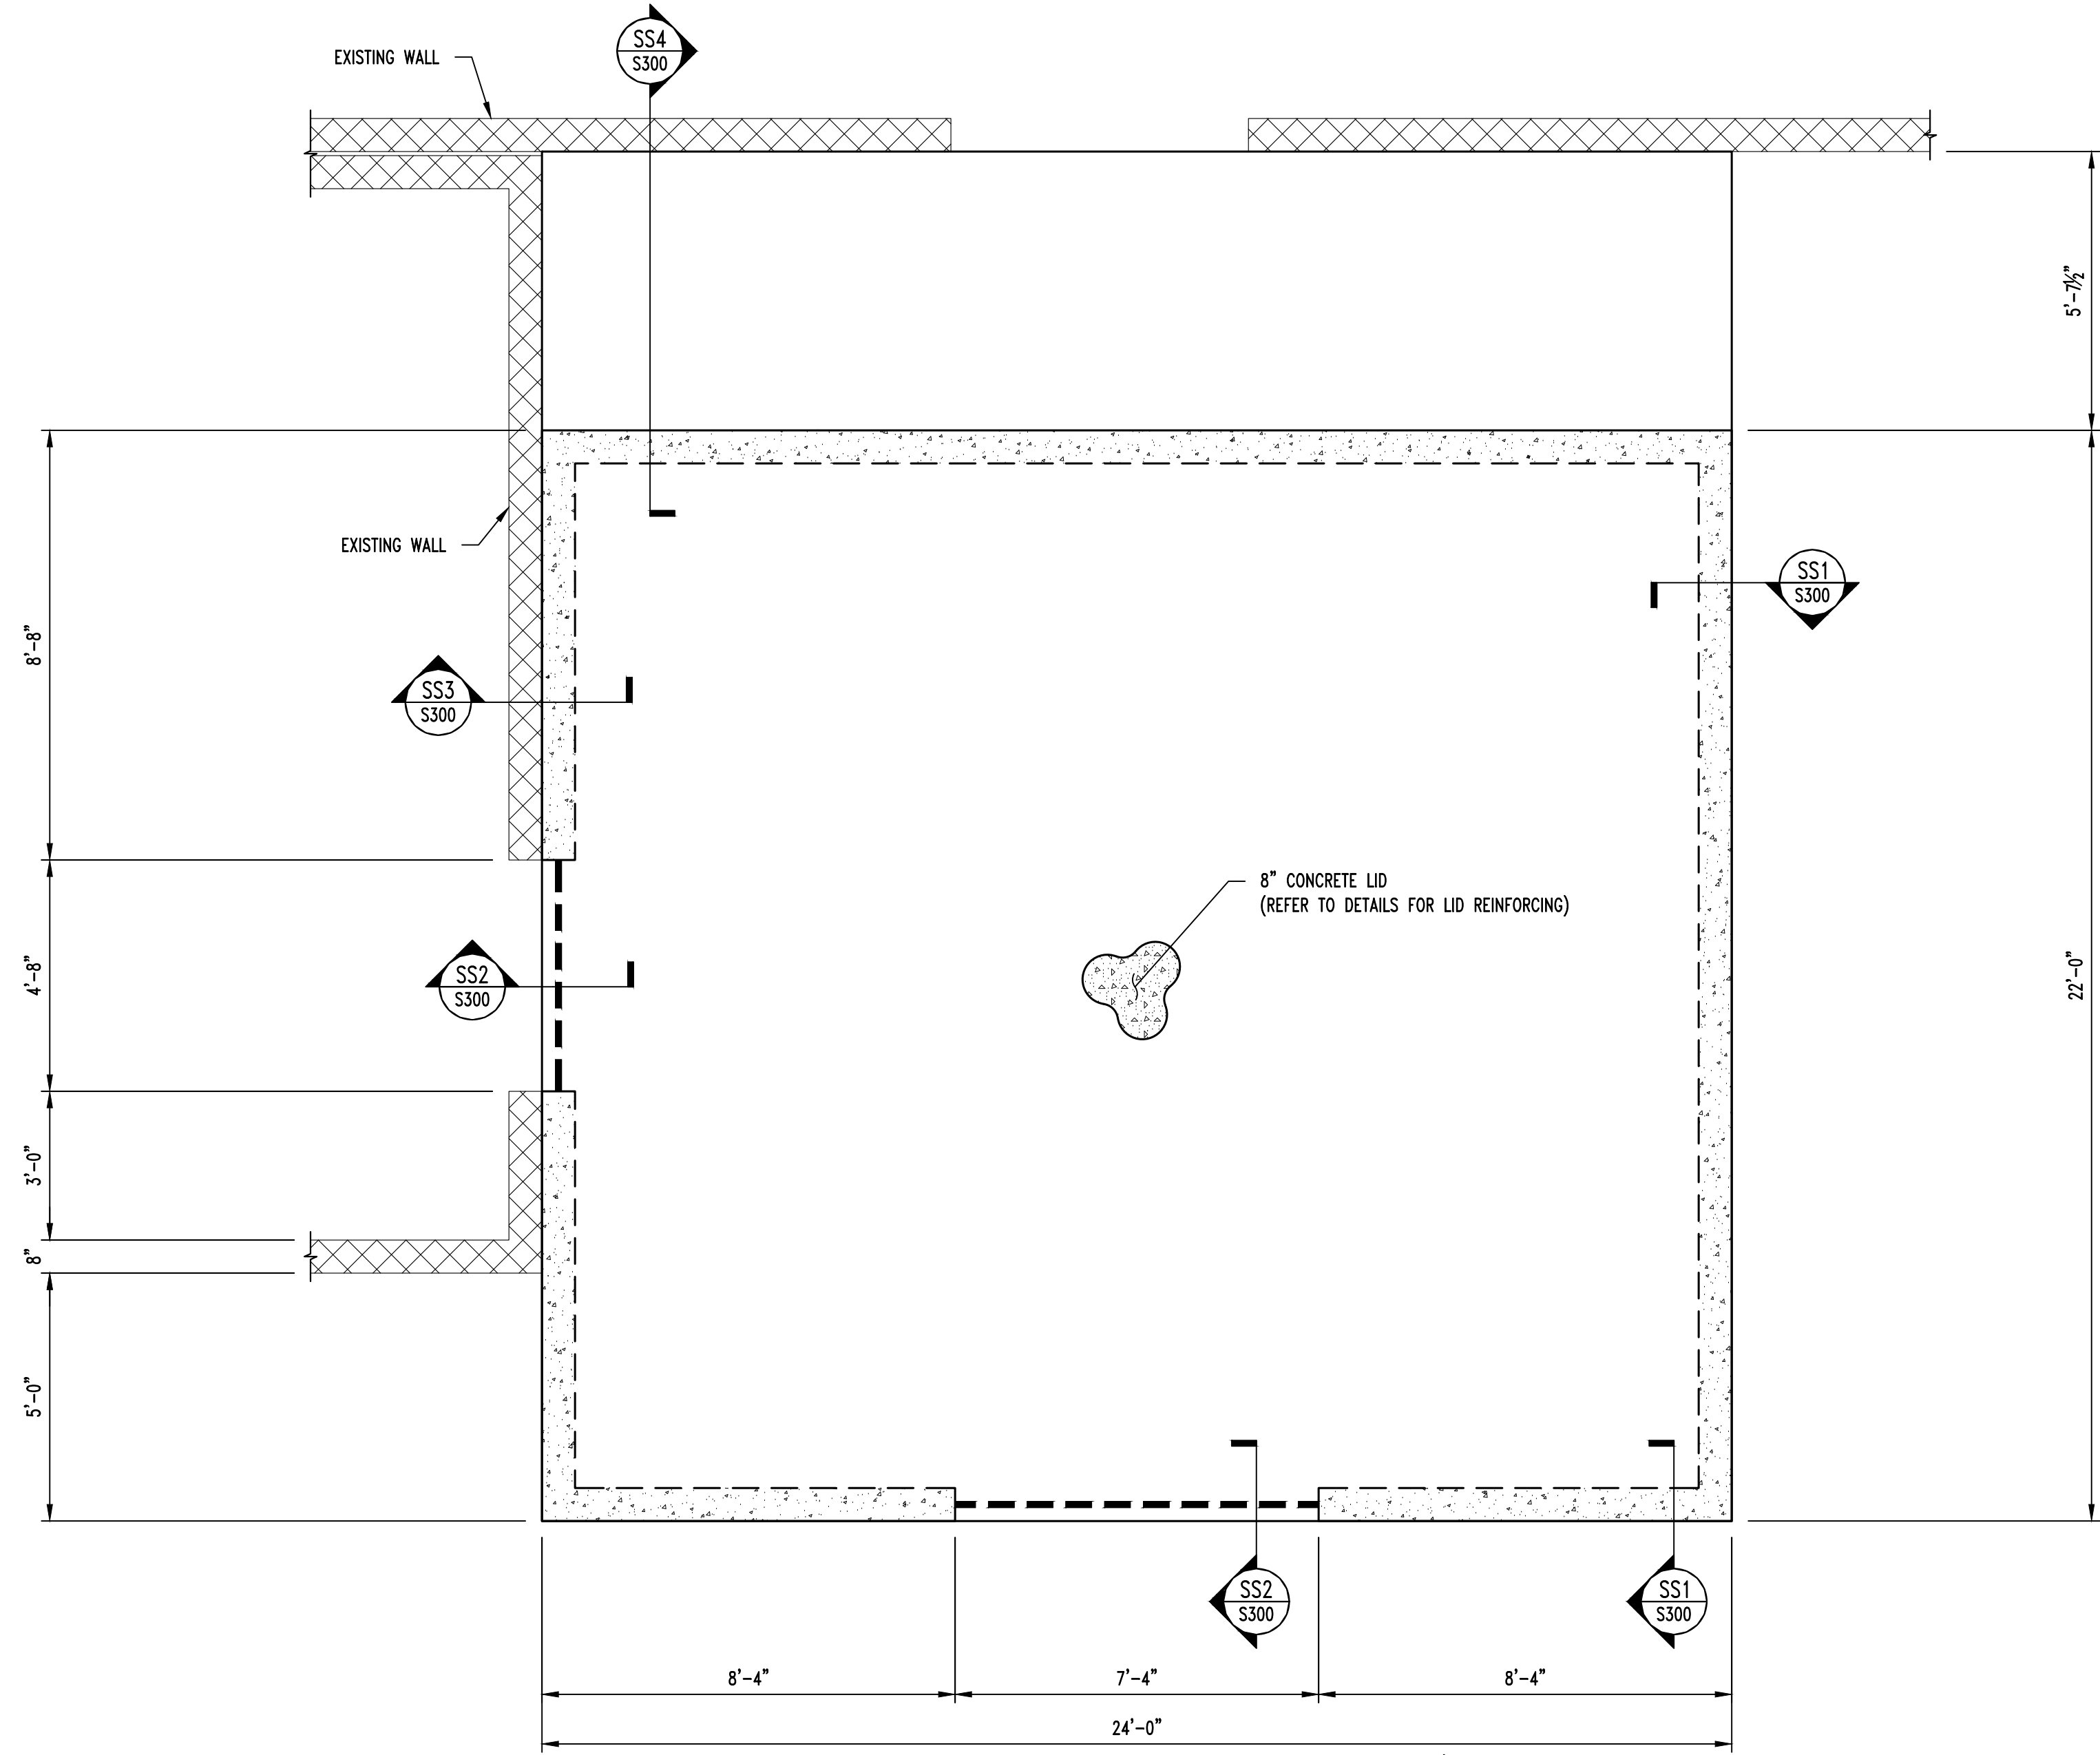 SS4
S300
EXISTING WALL
5'-7½"
EXISTING WALL
SS1
S300
8'-8"
SS3
S300
8" CONCRETE LID
(REFER TO DETAILS FOR LID REINFORCING)
4'-8"
SS2
S300
22'-0"
3'-0"
8"
5'-0"
SS2
S300
SS1
S300
8'-4"
7'-4"
8'-4"
24'-0"